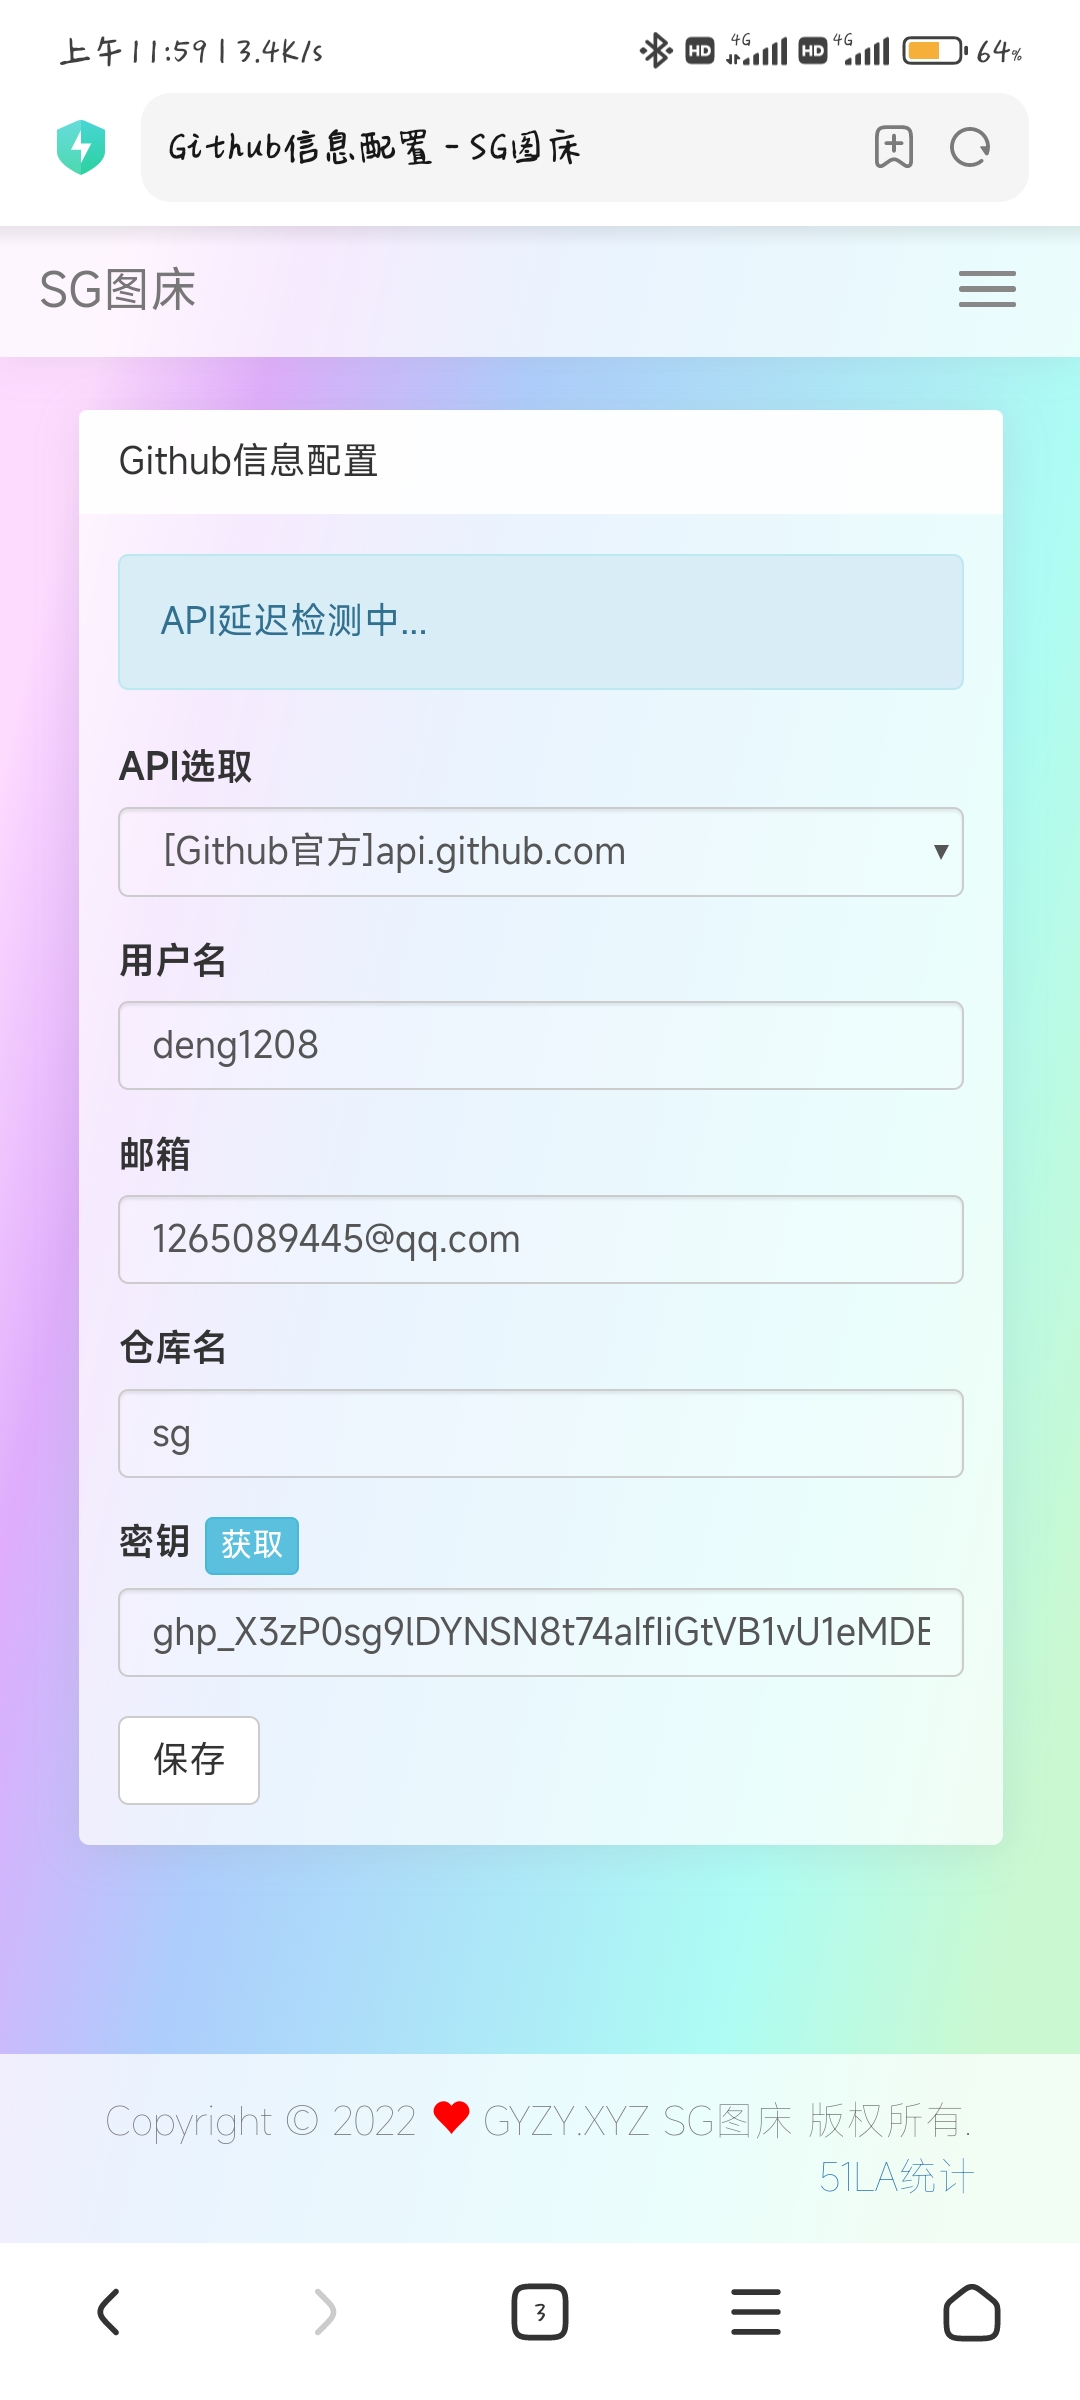 上午11:59 | 3.4K/s
4G 4G 64%
Github信息配置 - SG图床
SG图床
Github信息配置
API延迟检测中...
API选取
[Github官方]api.github.com
用户名
deng1208
邮箱
1265089445@qq.com
仓库名
sg
密钥 获取
保存
Copyright © 2022 ❤ GYZY.XYZ SG图床 版权所有.
51LA统计
3